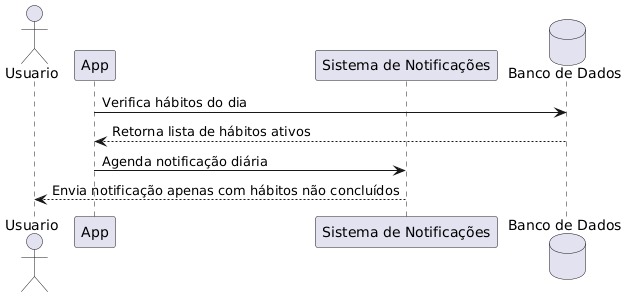 Usuario
App
Sistema de Notificações
Banco de Dados
Verifica hábitos do dia
Retorna lista de hábitos ativos
Agenda notificação diária
Envia notificação apenas com hábitos não concluídos
Usuario
App
Sistema de Notificações
Banco de Dados